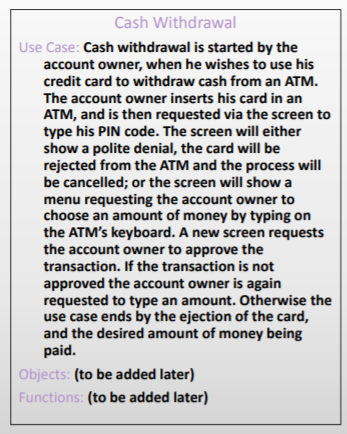 Cash Withdrawal
Use Case: Cash withdrawal is started by the
account owner, when he wishes to use his
credit card to withdraw cash from an ATM.
The account owner inserts his card in an
ATM, and is then requested via the screen to
type his PIN code. The screen will either
show a polite denial, the card will be
rejected from the ATM and the process will
be cancelled; or the screen will show a
menu requesting the account owner to
choose an amount of money by typing on
the ATM's keyboard. A new screen requests
the account owner to approve the
transaction. If the transaction is not
approved the account owner is again
requested to type an amount. Otherwise the
use case ends by the ejection of the card,
and the desired amount of money being
paid.
Objects: (to be added later)
Functions: (to be added later)